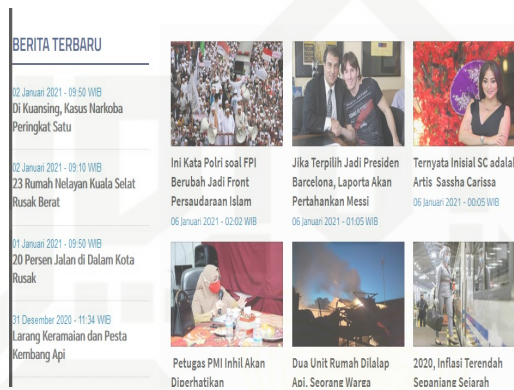 BERITA TERBARU
02 Januari 2021 - 09:50 WIB
Di Kuansing, Kasus Narkoba
Peringkat Satu
02 Januari 2021 - 09:10 WIB
23 Rumah Nelayan Kuala Selat
Rusak Berat
01 Januari 2021 - 09:50 WIB
20 Persen Jalan di Dalam Kota
Rusak
31 Desember 2020 - 11:34 WIB
Larang Keramaian dan Pesta
Kembang Api
Ini Kata Polri soal FPI
Berubah Jadi Front
Persaudaraan Islam
06 Januari 2021 - 02:02 WIB
Jika Terpilih Jadi Presiden
Barcelona, Laporta Akan
Pertahankan Messi
06 Januari 2021 - 01:05 WIB
Ternyata Inisial SC adalah
Artis Sassha Carissa
06 Januari 2021 - 00:05 WIB
Petugas PMI Inhil Akan
Diperhatikan
Dua Unit Rumah Dilalap
Api, Seorang Warga
2020, Inflasi Terendah
Sepanjang Sejarah